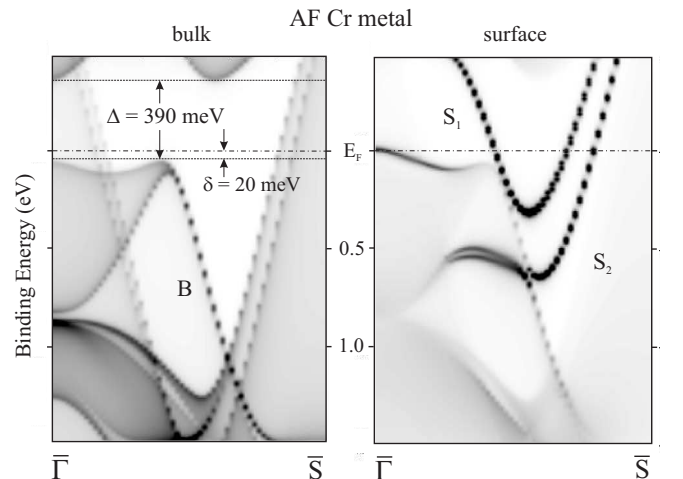 AF Cr metal
bulk
surface
Δ = 390 meV
δ = 20 meV
B
S₁
S₂
E_F
0.5
1.0
Binding Energy (eV)
Γ̅
S̅
Γ̅
S̅